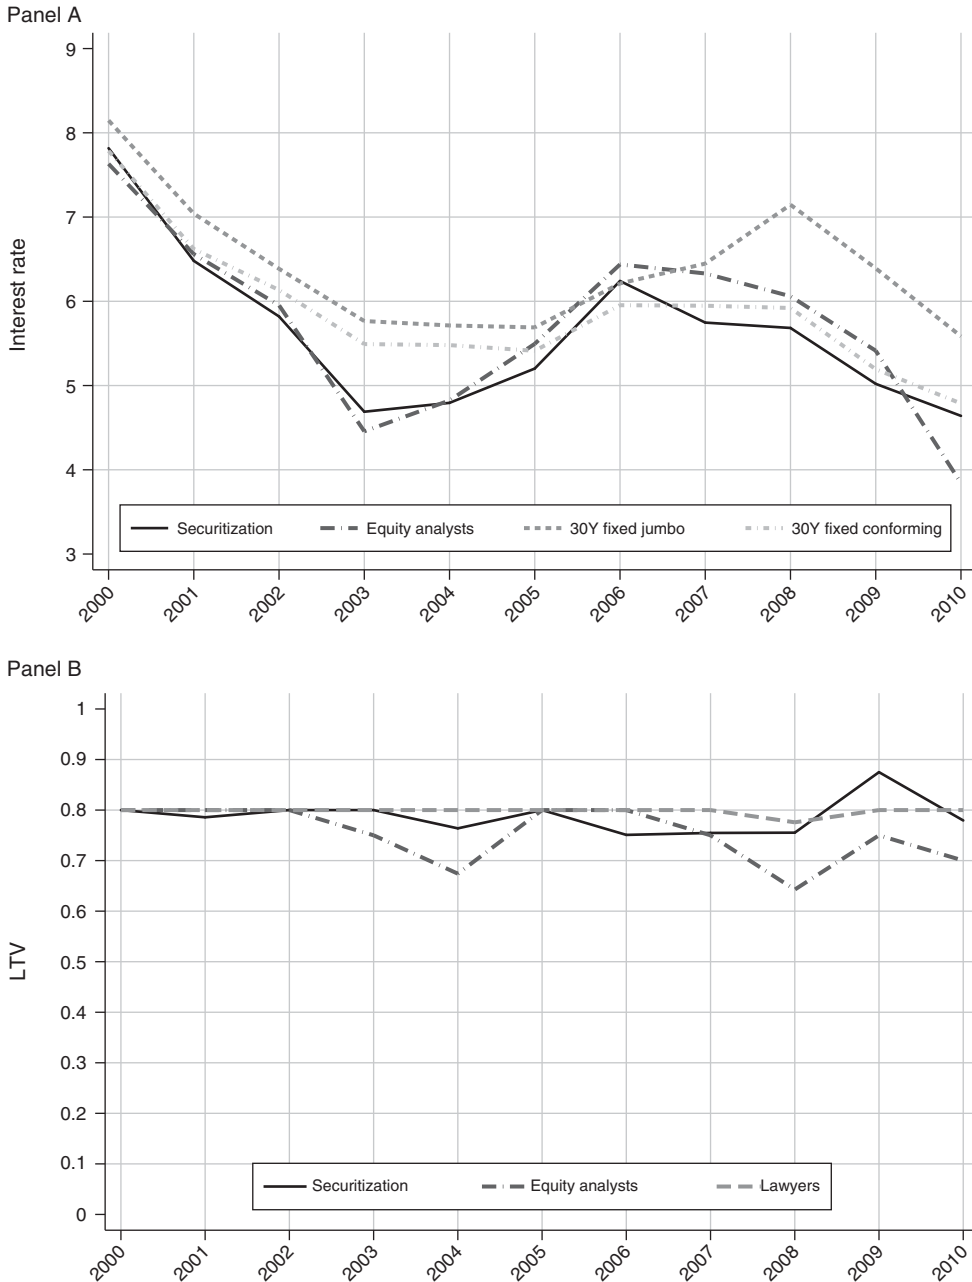 Panel A
Interest rate
9
8
7
6
5
4
3
Securitization Equity analysts 30Y fixed jumbo 30Y fixed conforming
2000 2001 2002 2003 2004 2005 2006 2007 2008 2009 2010
Panel B
LTV
1
0.9
0.8
0.7
0.6
0.5
0.4
0.3
0.2
0.1
0
Securitization Equity analysts Lawyers
2000 2001 2002 2003 2004 2005 2006 2007 2008 2009 2010